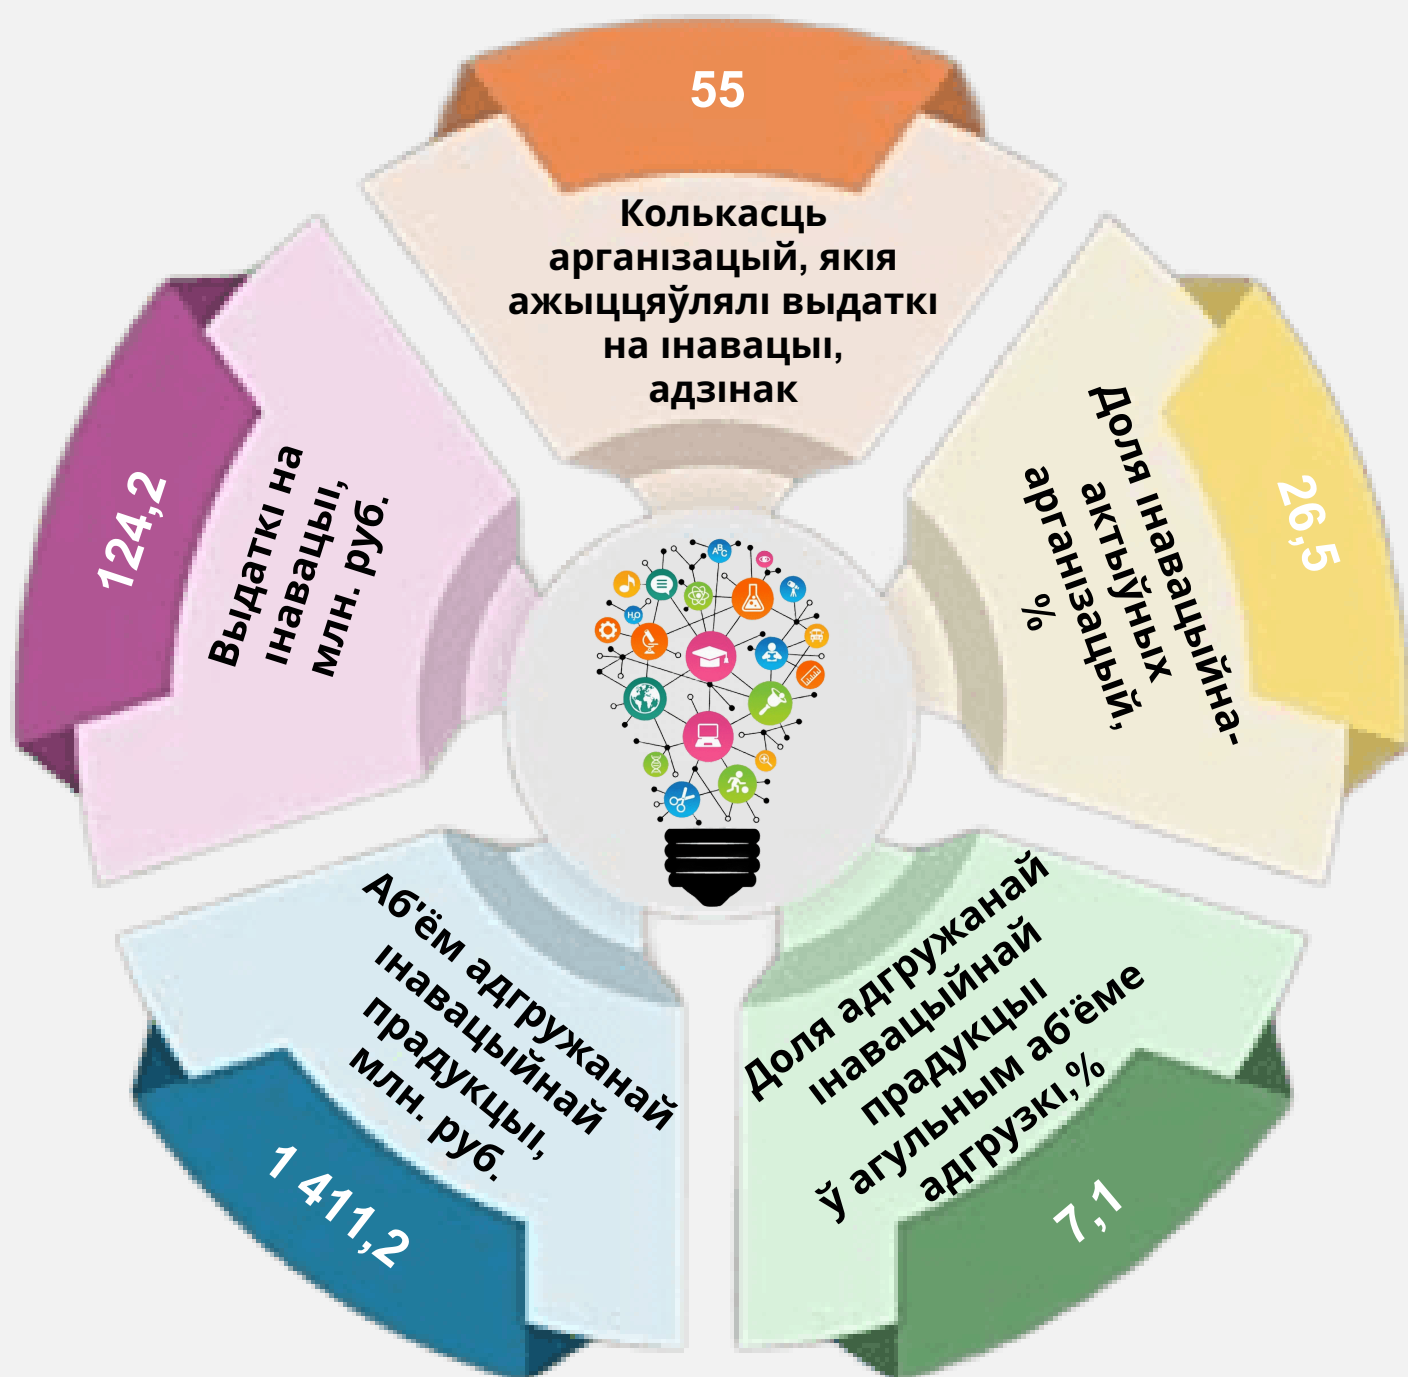 55
Колькасць
арганізацый, якія
ажыццяўлялі выдаткі
на інавацыі,
адзінак
26,5
Доля інавацыйна-
актыўных
арганізацый,
%
7,1
Доля адгружанай
інавацыйнай
прадукцыі
ў агульным аб'ёме
адгрузкі,%
1 411,2
Аб'ём адгружанай
інавацыйнай
прадукцыі,
млн. руб.
124,2
Выдаткі на
інавацыі,
млн. руб.
ABC
H₂O